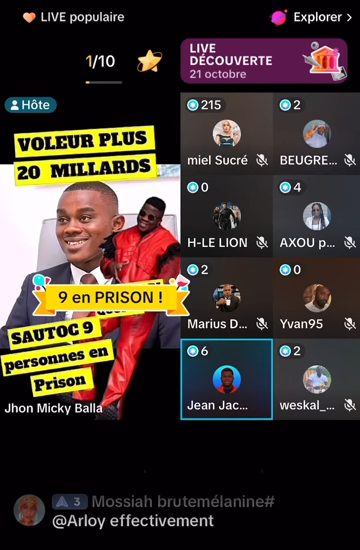 LIVE populaire
Explorer >
1/10
LIVE
DÉCOUVERTE
21 octobre
Hôte
VOLEUR PLUS
20 MILLARDS
9 en PRISON !
SAUTOC 9
personnes en
Prison
Jhon Micky Balla
215
miel Sucré
2
BEUGRE...
0
H-LE LION
4
AXOU p...
2
Marius D...
0
Yvan95
6
Jean Jac...
2
weskal_...
3 Mossiah brutemélanine#
@Arloy effectivement